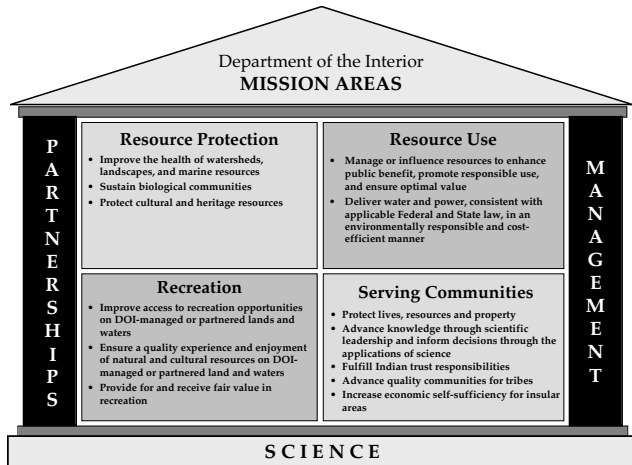 Department of the Interior
MISSION AREAS
PARTNERSHIPS
Resource Protection
• Improve the health of watersheds,
landscapes, and marine resources
• Sustain biological communities
• Protect cultural and heritage resources
Resource Use
• Manage or influence resources to enhance
public benefit, promote responsible use,
and ensure optimal value
• Deliver water and power, consistent with
applicable Federal and State law, in an
environmentally responsible and cost-
efficient manner
Recreation
• Improve access to recreation opportunities
on DOI-managed or partnered lands and
waters
• Ensure a quality experience and enjoyment
of natural and cultural resources on DOI-
managed or partnered land and waters
• Provide for and receive fair value in
recreation
Serving Communities
• Protect lives, resources and property
• Advance knowledge through scientific
leadership and inform decisions through the
applications of science
• Fulfill Indian trust responsibilities
• Advance quality communities for tribes
• Increase economic self-sufficiency for insular
areas
MANAGEMENT
SCIENCE